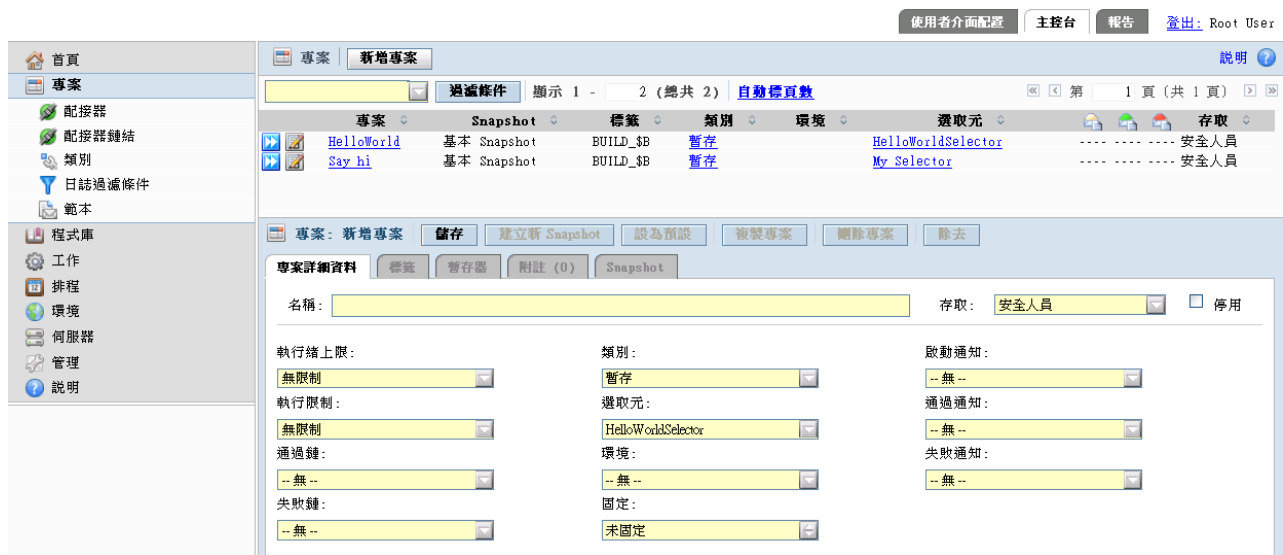 使用者介面配置 主控台 報告 登出: Root User
首頁
專案
配接器
配接器鏈結
類別
日誌過濾條件
範本
程式庫
工作
排程
環境
伺服器
管理
說明
專案 新增專案 說明
過濾條件 顯示 1 - 2 (總共 2) 自動標頁數 第 1 頁 (共 1 頁)
專案 Snapshot 標籤 類別 環境 選取元 存取
HelloWorld 基本 Snapshot BUILD_$B 暫存 HelloWorldSelector ---- ---- ---- 安全人員
Say hi 基本 Snapshot BUILD_$B 暫存 My Selector ---- ---- ---- 安全人員
專案: 新增專案 儲存 建立新 Snapshot 設為預設 複製專案 刪除專案 除去
專案詳細資料 標籤 暫存器 附註 (0) Snapshot
名稱: 存取: 安全人員 停用
執行緒上限: 類別: 啟動通知:
無限制 暫存 -- 無 --
執行限制: 選取元: 通過通知:
無限制 HelloWorldSelector -- 無 --
通過鏈: 環境: 失敗通知:
-- 無 -- -- 無 -- -- 無 --
失敗鏈: 固定:
-- 無 -- 未固定